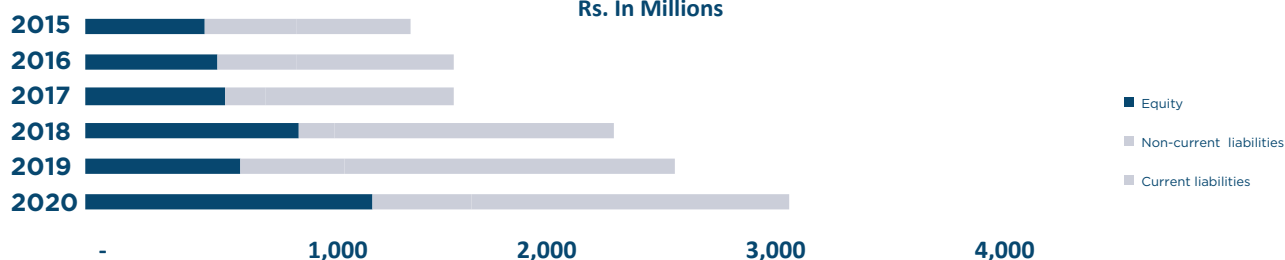 Rs. In Millions
2015
2016
2017
2018
2019
2020
Equity
Non-current liabilities
Current liabilities
- 1,000 2,000 3,000 4,000